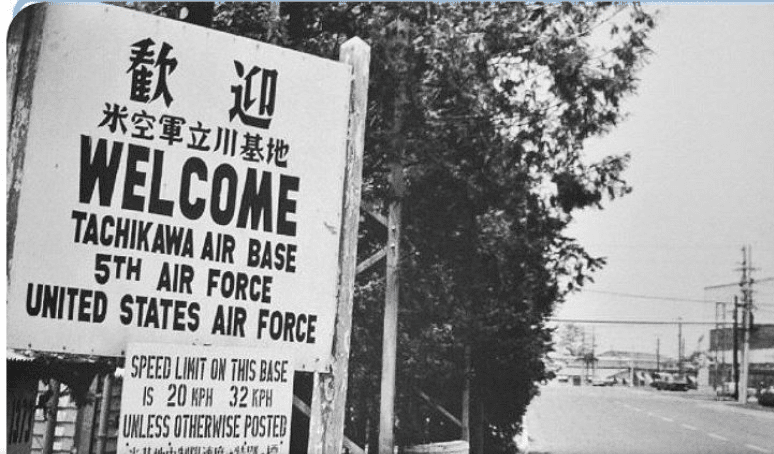 歓迎
米空軍立川基地
WELCOME
TACHIKAWA AIR BASE
5TH AIR FORCE
UNITED STATES AIR FORCE
SPEED LIMIT ON THIS BASE
IS 20 MPH 32 KPH
UNLESS OTHERWISE POSTED